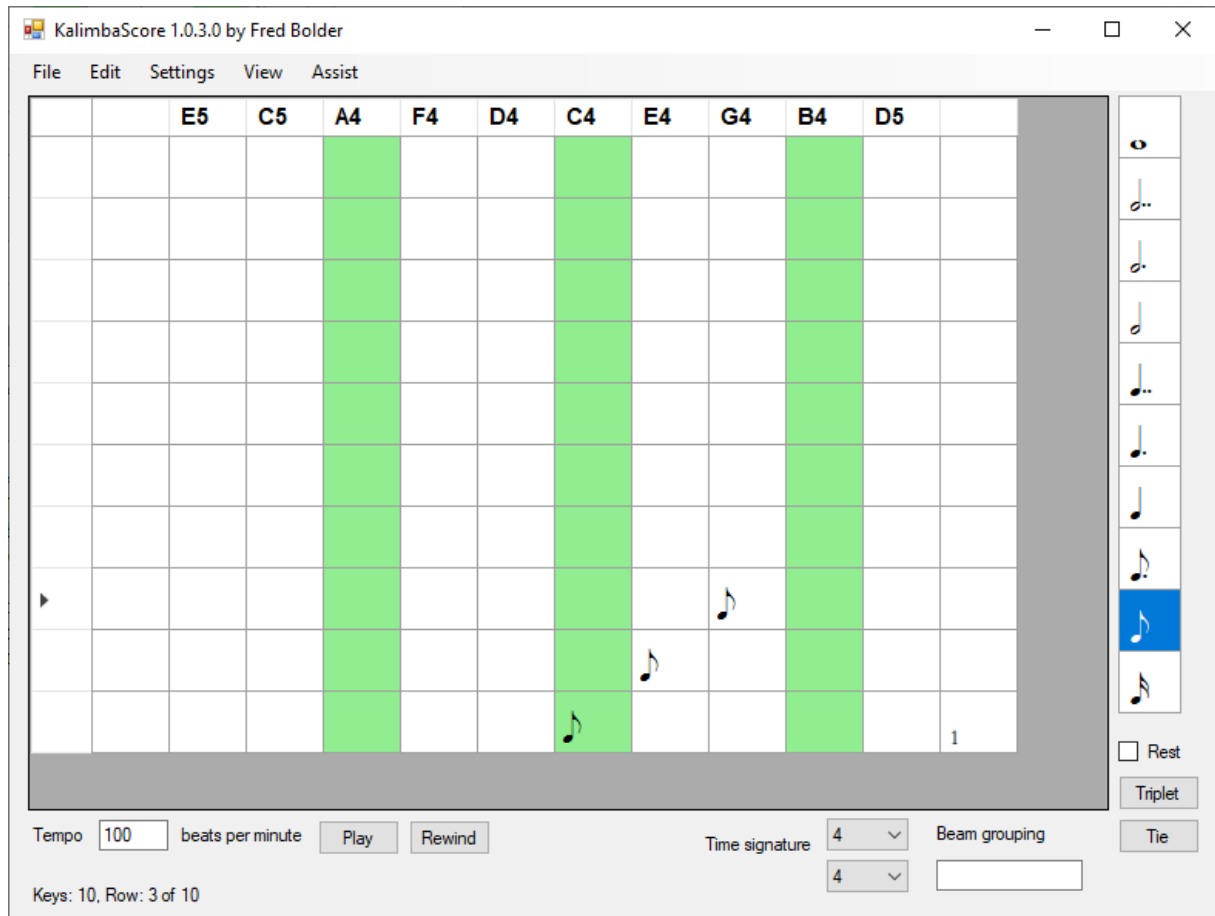 KalimbaScore 1.0.3.0 by Fred Bolder
File Edit Settings View Assist
E5 C5 A4 F4 D4 C4 E4 G4 B4 D5
1
Rest
Triplet
Tempo 100 beats per minute Play Rewind Time signature 4 Beam grouping Tie
4
Keys: 10, Row: 3 of 10